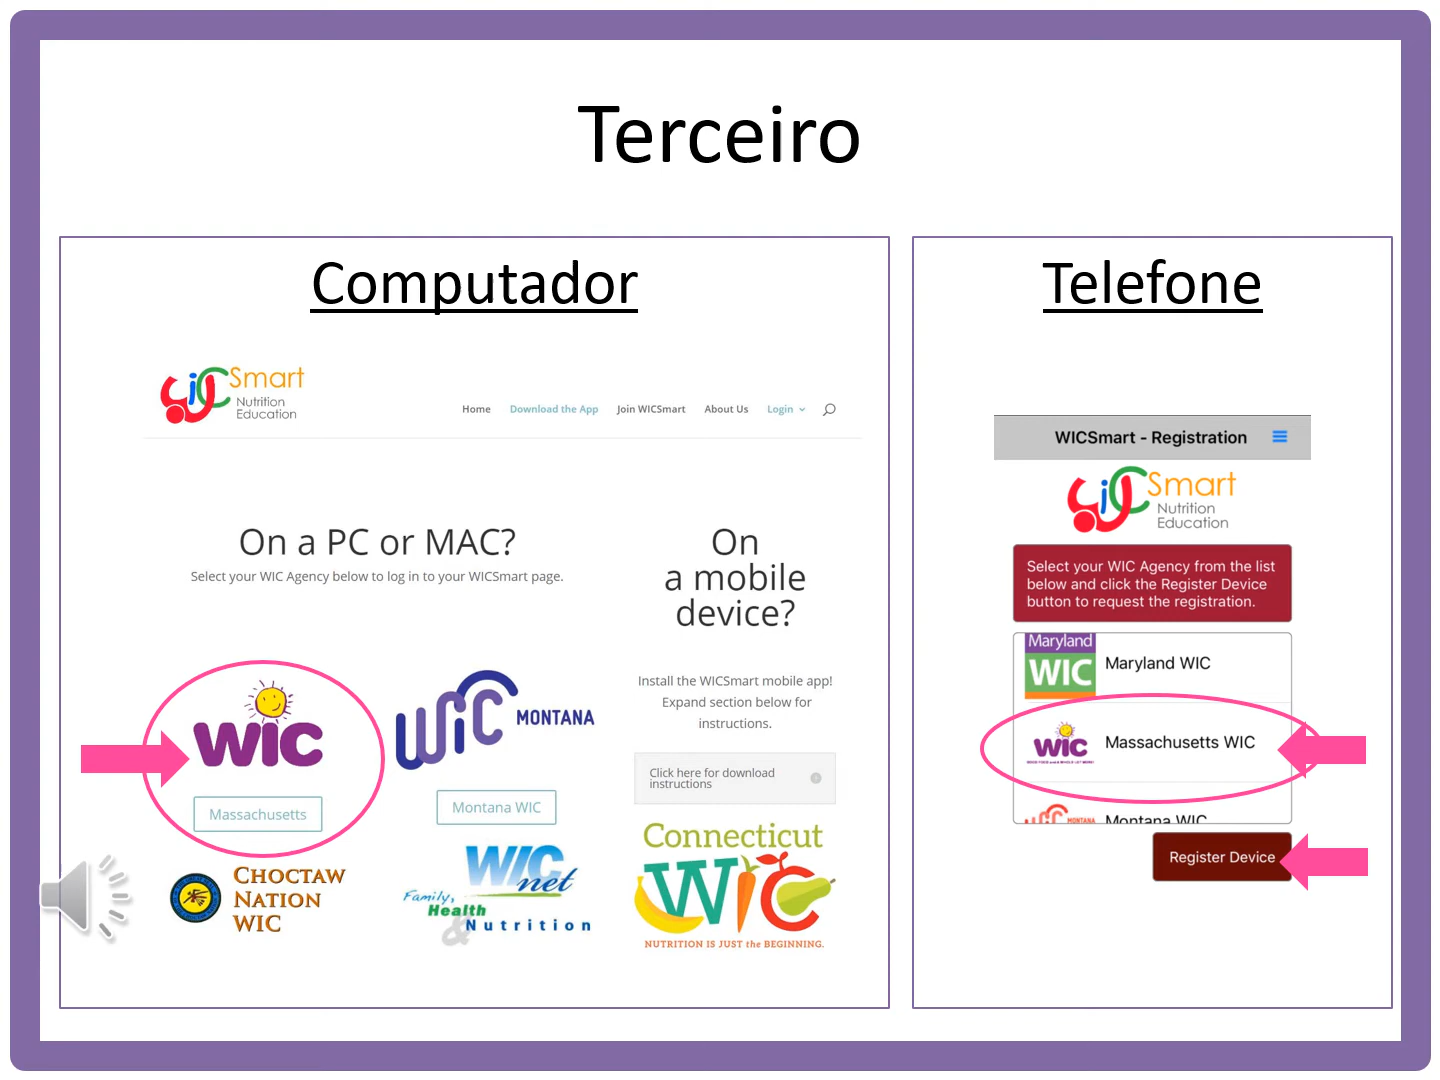 Terceiro
Computador
WIC Smart
Nutrition
Education
Home Download the App Join WICSmart About Us Login
On a PC or MAC?
Select your WIC Agency below to log in to your WICSmart page.
On
a mobile
device?
Install the WICSmart mobile app!
Expand section below for
instructions.
Click here for download
instructions
WIC
Massachusetts
WIC MONTANA
Montana WIC
CHOCTAW
NATION
WIC
WIC
net
Family,
Health
&
Nutrition
Connecticut
WIC
NUTRITION IS JUST the BEGINNING.
Telefone
WICSmart - Registration
WIC Smart
Nutrition
Education
Select your WIC Agency from the list
below and click the Register Device
button to request the registration.
Maryland
WIC
Maryland WIC
WIC
Massachusetts WIC
MONTANA
Montana WIC
Register Device